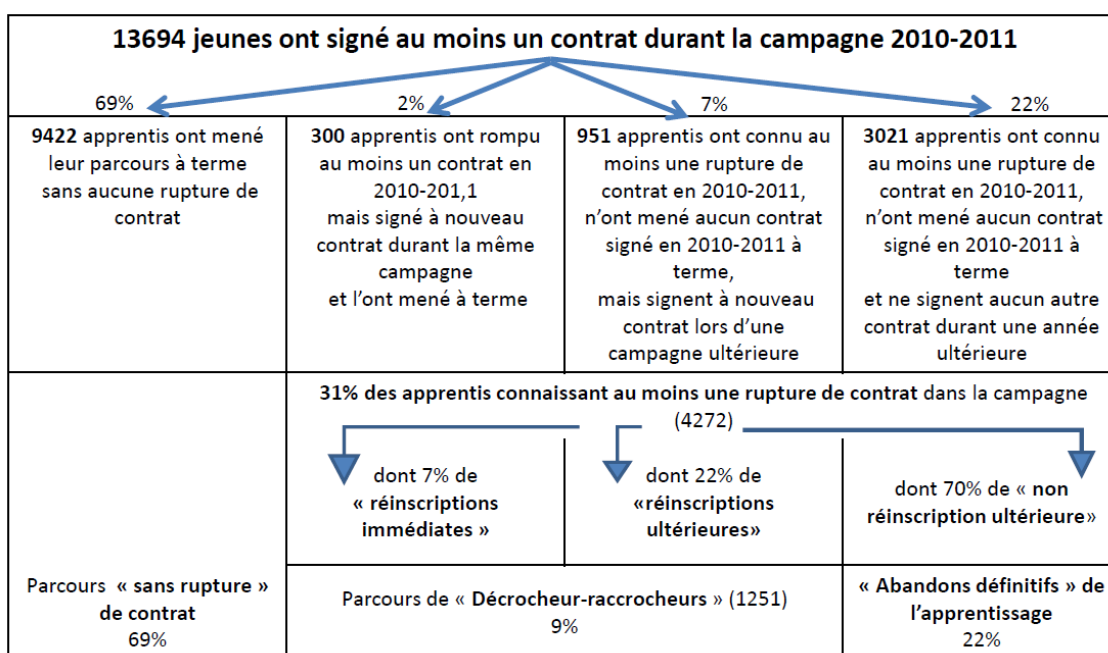 13694 jeunes ont signé au moins un contrat durant la campagne 2010-2011
69%
2%
7%
22%
9422 apprentis ont mené
leur parcours à terme
sans aucune rupture de
contrat
300 apprentis ont rompu
au moins un contrat en
2010-201,1
mais signé à nouveau
contrat durant la même
campagne
et l'ont mené à terme
951 apprentis ont connu au
moins une rupture de
contrat en 2010-2011,
n'ont mené aucun contrat
signé en 2010-2011 à
terme,
mais signent à nouveau
contrat lors d'une
campagne ultérieure
3021 apprentis ont connu
au moins une rupture de
contrat en 2010-2011,
n'ont mené aucun contrat
signé en 2010-2011 à
terme
et ne signent aucun autre
contrat durant une année
ultérieure
31% des apprentis connaissant au moins une rupture de contrat dans la campagne
(4272)
dont 7% de
« réinscriptions
immédiates »
dont 22% de
«réinscriptions
ultérieures»
dont 70% de « non
réinscription ultérieure»
Parcours « sans rupture »
de contrat
69%
Parcours de « Décrocheur-raccrocheurs » (1251)
9%
« Abandons définitifs » de
l'apprentissage
22%